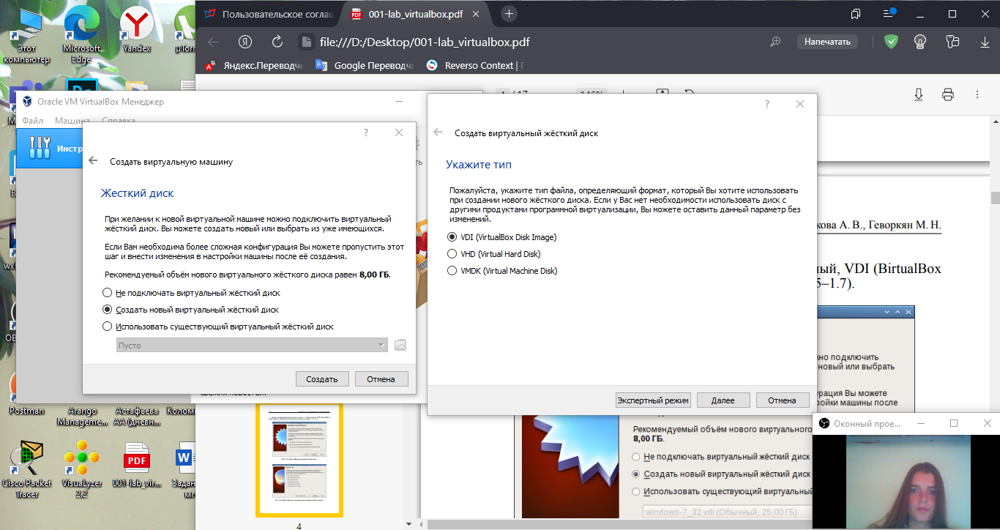 Пользовательское соглаш
001-lab_virtualbox.pdf
file:///D:/Desktop/001-lab_virtualbox.pdf
Напечатать
Яндекс.Переводчи
Google Переводчи
Reverso Context | Г
Этот
компьютер
Microsoft
Edge
Yandex
µTorr
Oracle VM VirtualBox Менеджер
Файл Машина Справка
Инстр
4 / 17
146%
Создать виртуальную машину
Жесткий диск
При желании к новой виртуальной машине можно подключить виртуальный
жёсткий диск. Вы можете создать новый или выбрать из уже имеющихся.
Если Вам необходима более сложная конфигурация Вы можете пропустить этот
шаг и внести изменения в настройки машины после её создания.
Рекомендуемый объём нового виртуального жёсткого диска равен 8,00 ГБ.
Не подключать виртуальный жёсткий диск
Создать новый виртуальный жёсткий диск
Использовать существующий виртуальный жёсткий диск
Пусто
Создать
Отмена
Создать виртуальный жёсткий диск
Укажите тип
Пожалуйста, укажите тип файла, определяющий формат, который Вы хотите использовать
при создании нового жёсткого диска. Если у Вас нет необходимости использовать диск с
другими продуктами программной виртуализации, Вы можете оставить данный параметр без
изменений.
VDI (VirtualBox Disk Image)
VHD (Virtual Hard Disk)
VMDK (Virtual Machine Disk)
Экспертный режим
Далее
Отмена
кова А. В., Геворкян М. Н.
ный, VDI (BirtualBox
5–1.7).
жно подключить
новый или выбрать
урация Вы можете
ройки машины после
Рекомендуемый объём нового виртуального
8,00 ГБ.
Не подключать виртуальный жёсткий диск
Создать новый виртуальный жёсткий диск
Использовать существующий виртуальный
windows-7_32.vdi (Обычный, 25,00 ГБ)
4
Оконный прое...
Postman
Arango
Manageme...
Астафьева
АА (дневн...
Колом
Cisco Packet
Tracer
VisuaLyzer
2.2
PDF
001-lab_vir...
Задан
мг